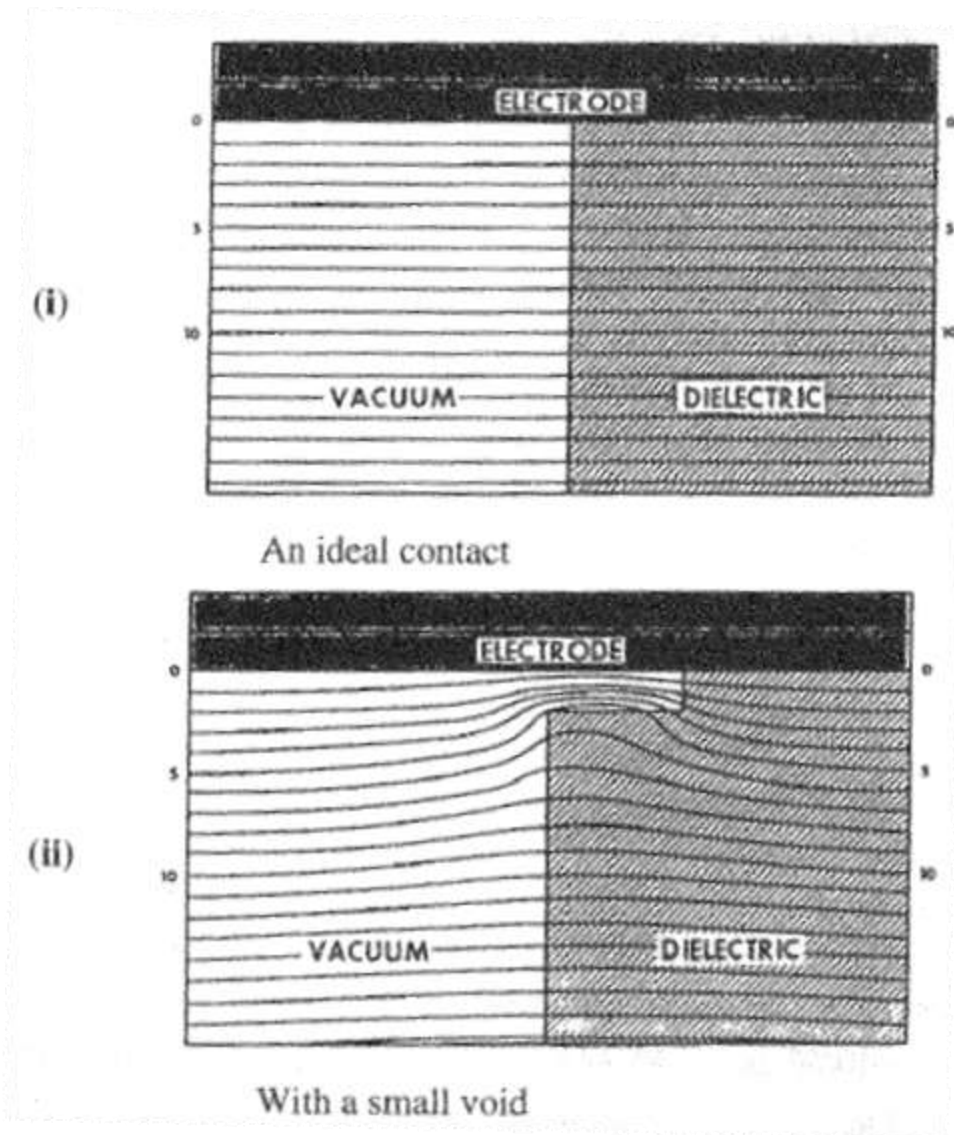 ELECTRODE
0 0
5 5
(i)
10 10
VACUUM DIELECTRIC
An ideal contact
ELECTRODE
0 0
5 5
(ii)
10 10
VACUUM DIELECTRIC
With a small void